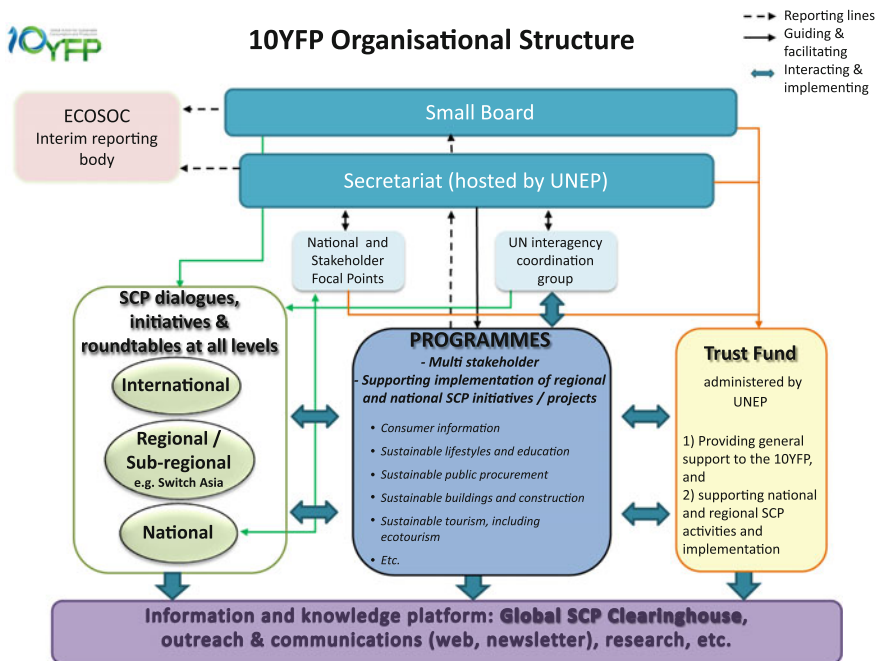 10YFP
10YFP Organisational Structure
Reporting lines
Guiding &
facilitating
Interacting &
implementing
ECOSOC
Interim reporting
body
Small Board
Secretariat (hosted by UNEP)
National and
Stakeholder
Focal Points
UN interagency
coordination
group
SCP dialogues,
initiatives &
roundtables at all levels
International
Regional /
Sub-regional
e.g. Switch Asia
National
PROGRAMMES
- Multi stakeholder
- Supporting implementation of regional
and national SCP initiatives / projects
• Consumer information
• Sustainable lifestyles and education
• Sustainable public procurement
• Sustainable buildings and construction
• Sustainable tourism, including
ecotourism
• Etc.
Trust Fund
administered by
UNEP
1) Providing general
support to the 10YFP,
and
2) supporting national
and regional SCP
activities and
implementation
Information and knowledge platform: Global SCP Clearinghouse,
outreach & communications (web, newsletter), research, etc.